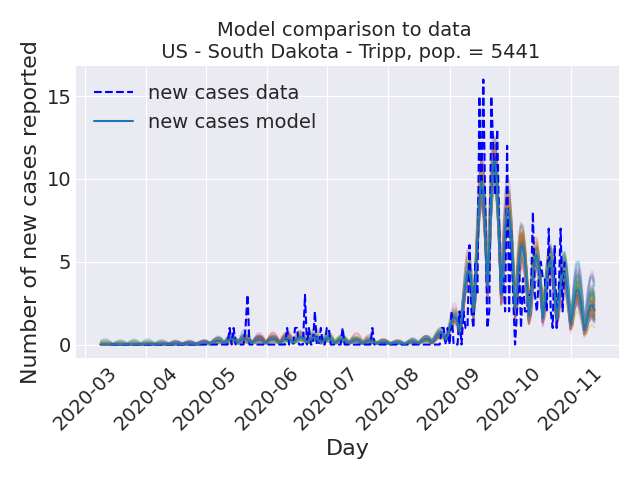 Model comparison to data
US - South Dakota - Tripp, pop. = 5441
Number of new cases reported
15
10
5
0
new cases data
new cases model
2020-03
2020-04
2020-05
2020-06
2020-07
2020-08
2020-09
2020-10
2020-11
Day